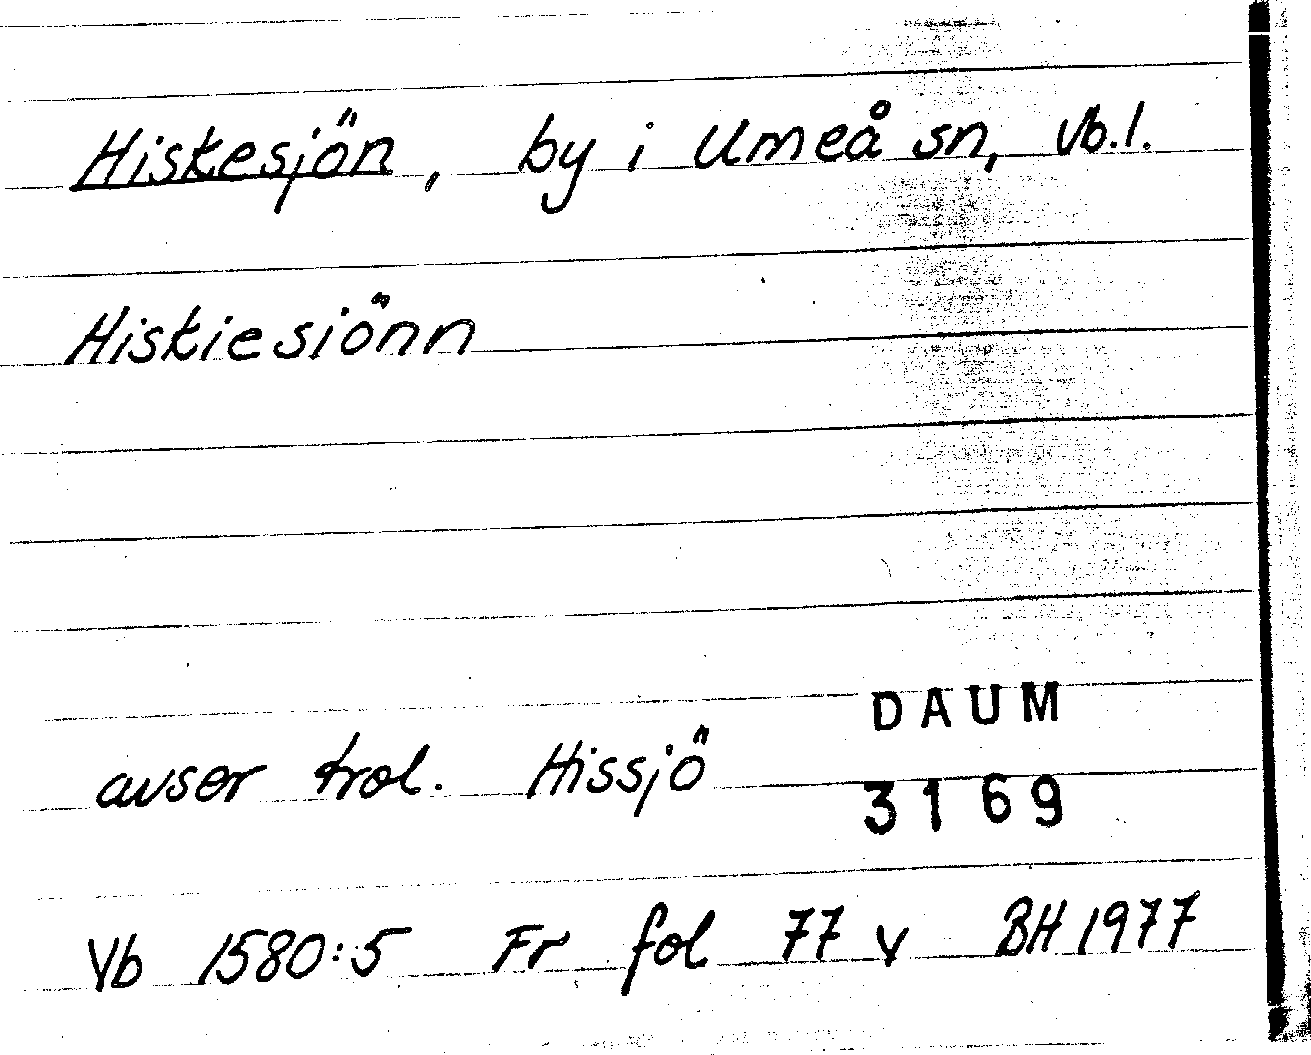 Hiskesjön, by i Umeå sn, Vb.l.
Hiskiesiönn
DAUM
avser trol. Hissjö
3169
Vb 1580:5 Fr fol 77 v BH 1977